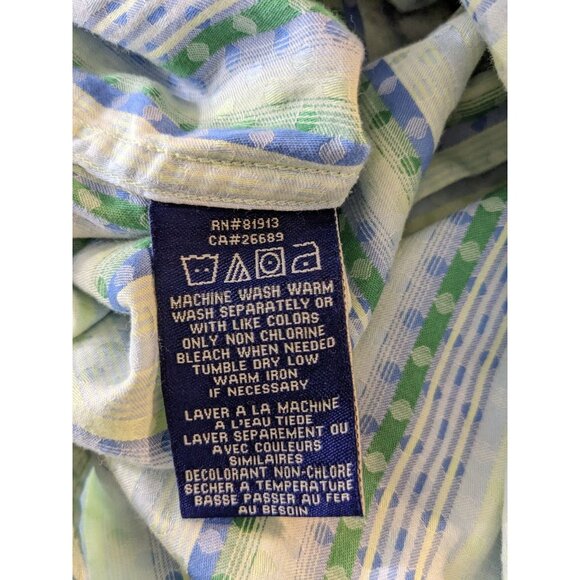 RN#81913
CA#26689
MACHINE WASH WARM
WASH SEPARATELY OR
WITH LIKE COLORS
ONLY NON CHLORINE
BLEACH WHEN NEEDED
TUMBLE DRY LOW
WARM IRON
IF NECESSARY
LAVER A LA MACHINE
A L'EAU TIEDE
LAVER SEPAREMENT OU
AVEC COULEURS
SIMILAIRES
DECOLORANT NON-CHLORE
SECHER A TEMPERATURE
BASSE PASSER AU FER
AU BESOIN